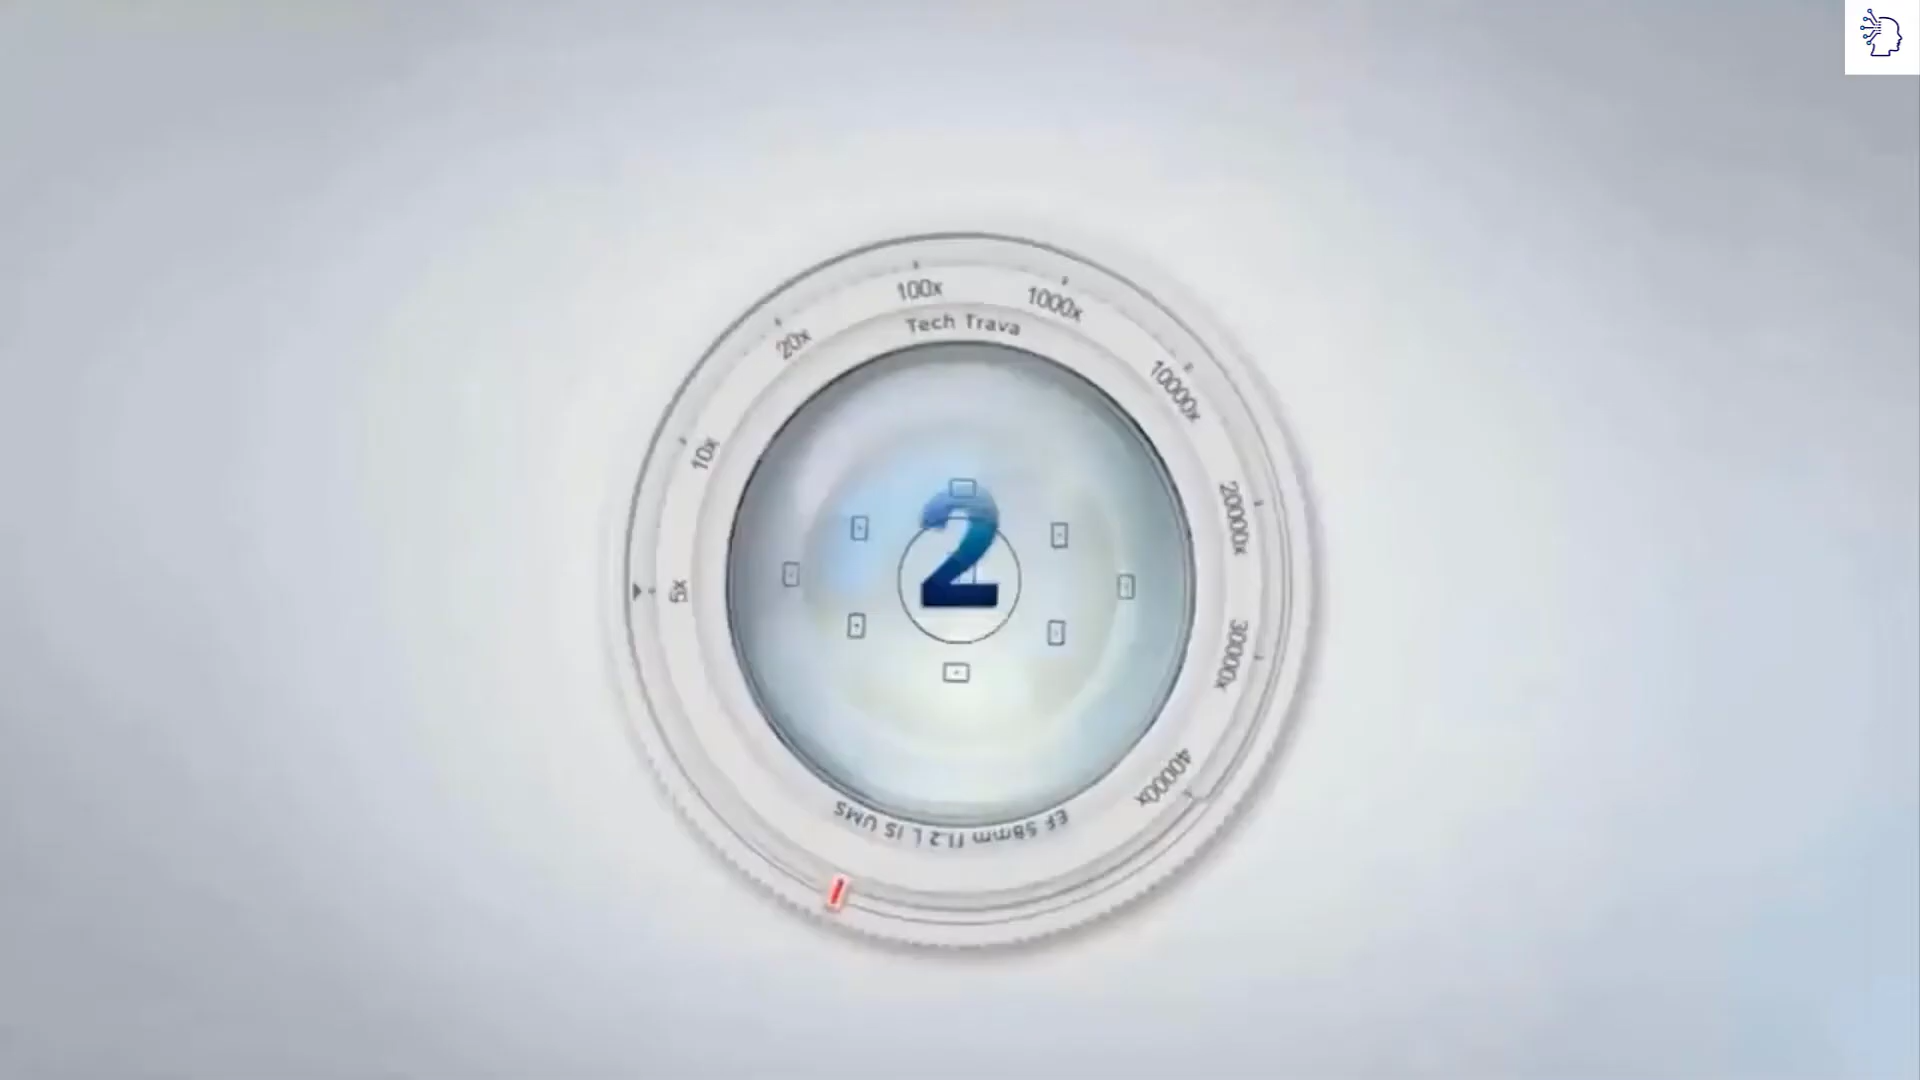 100x
1000x
Tech Trava
20x
10000x
10x
20000x
5x
2
30000x
40000x
EF 58mm f1.2 L IS UMS